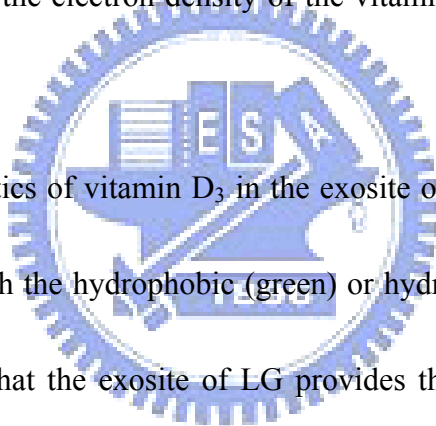 the electron density of the vitamin
E S A
tics of vitamin D₃ in the exosite o
h the hydrophobic (green) or hydr
hat the exosite of LG provides th